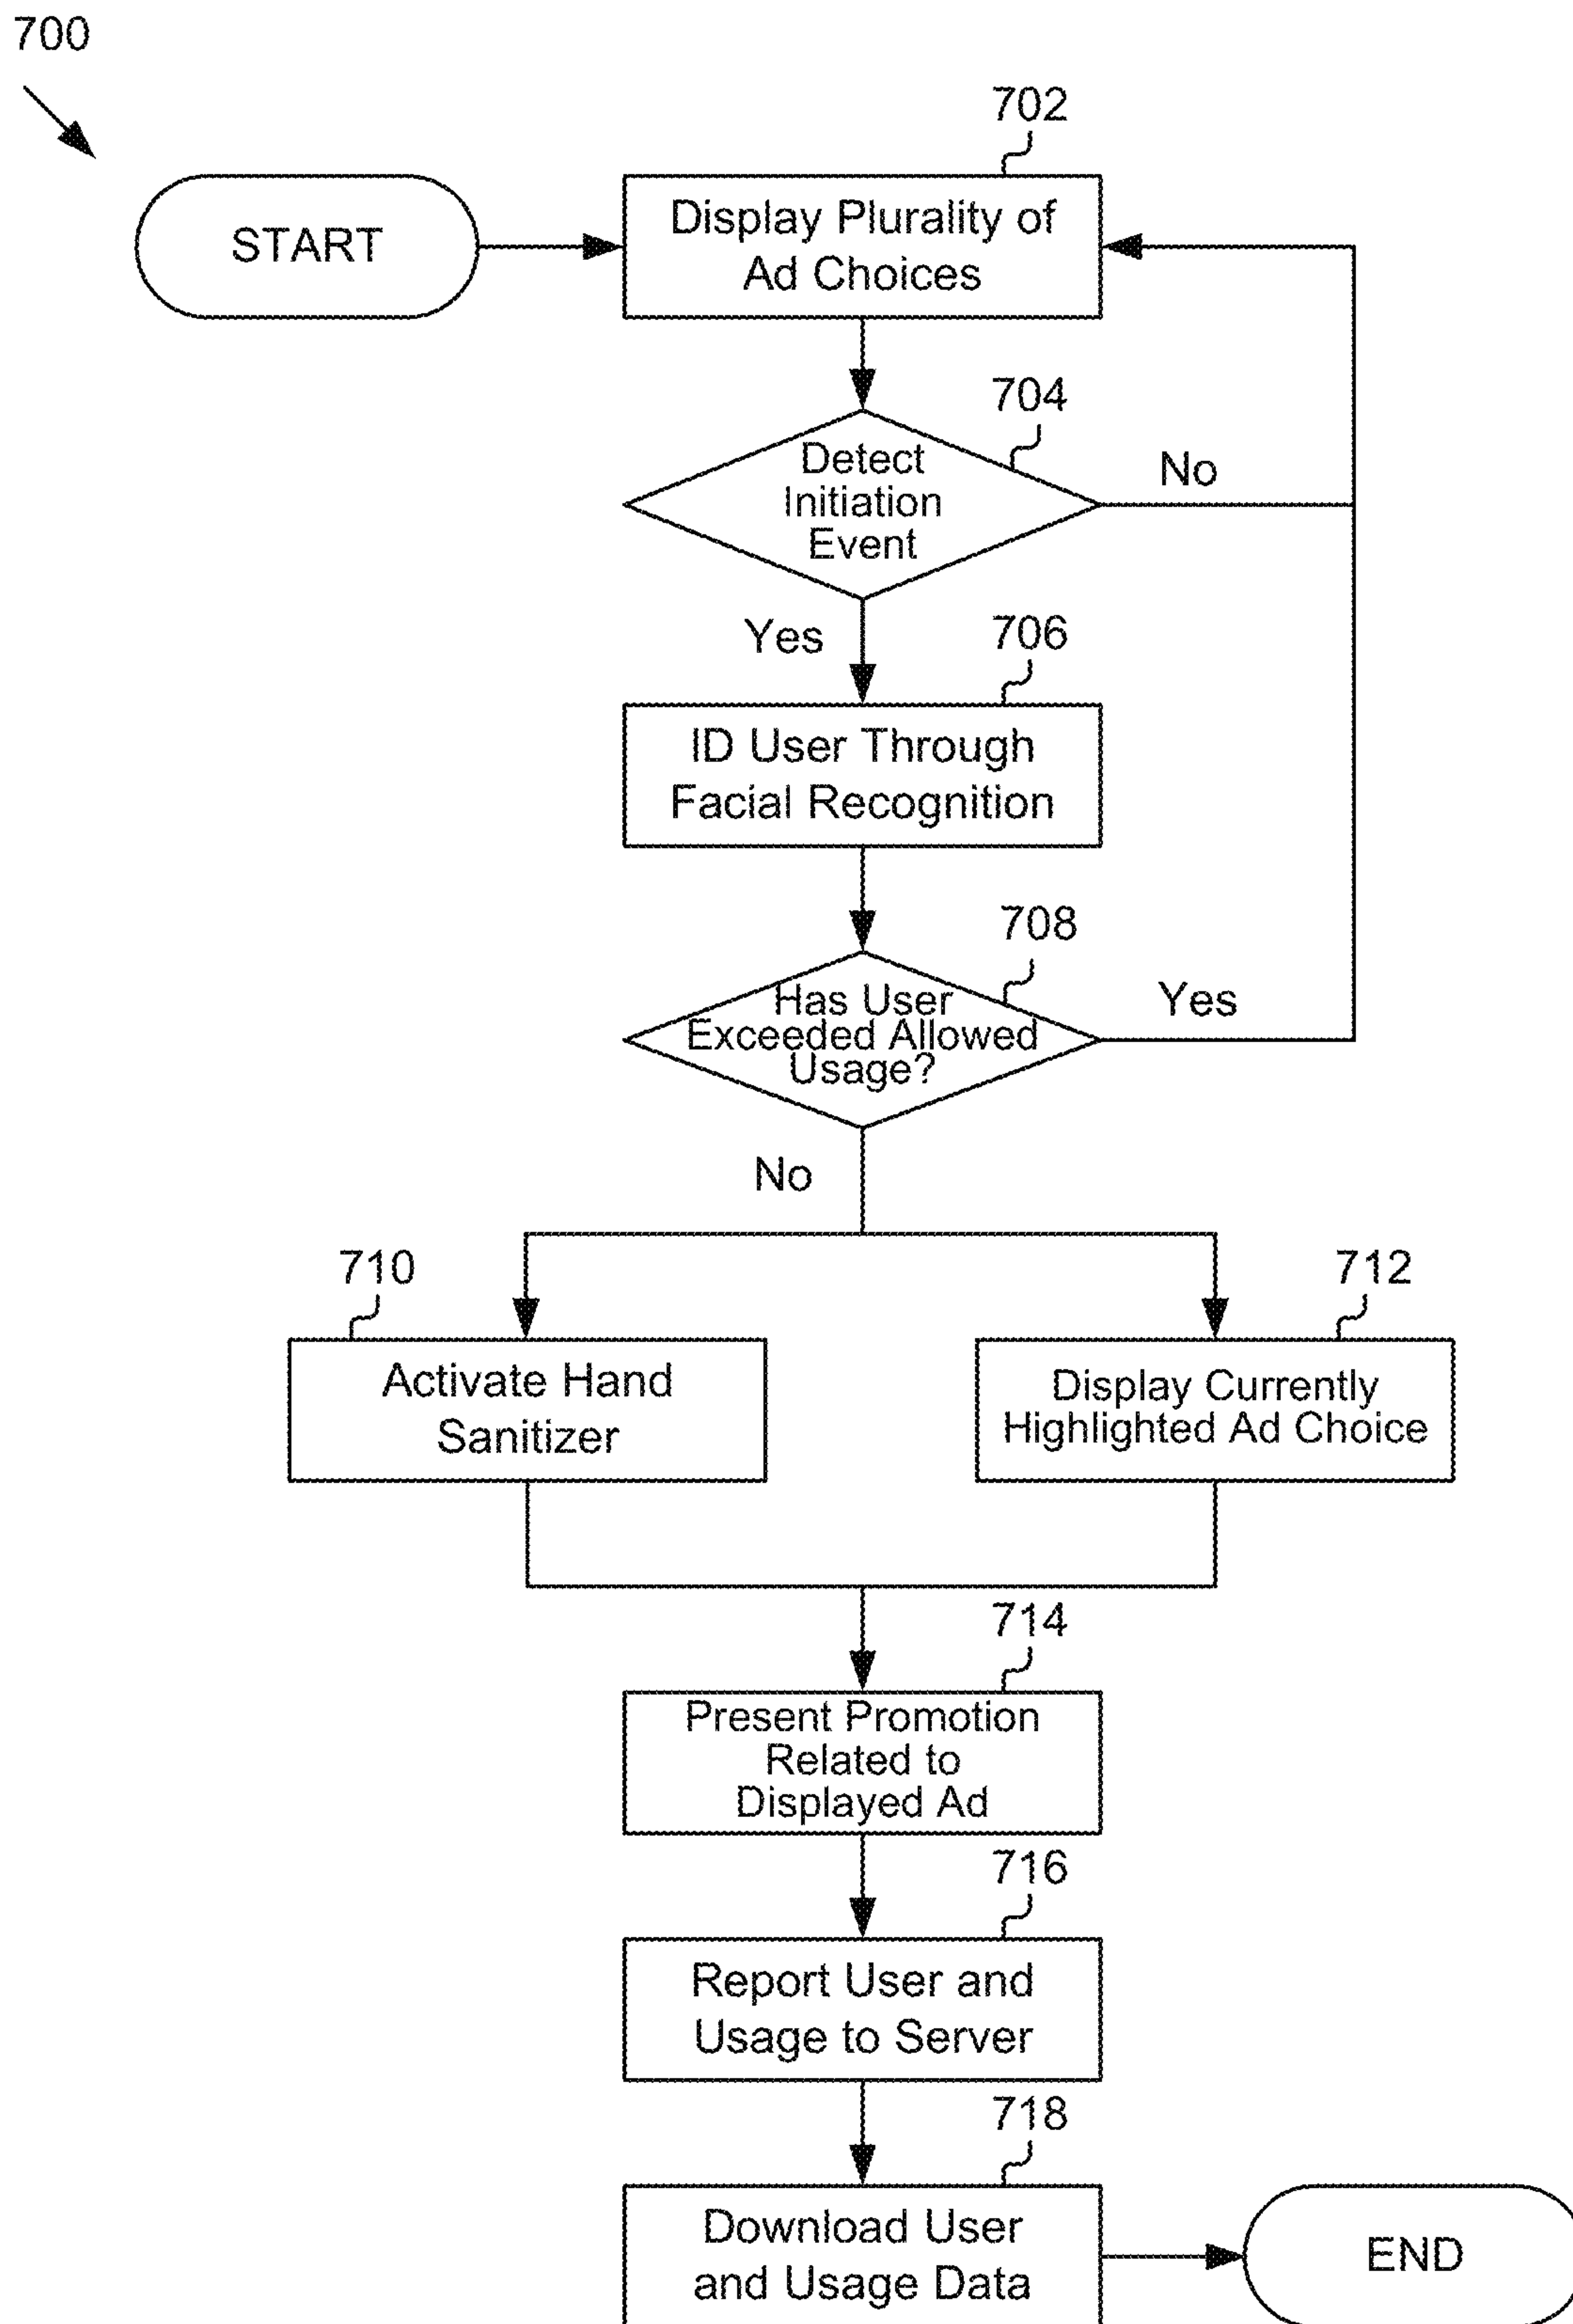 700
702
START
Display Plurality of
Ad Choices
704
Detect
Initiation
Event
No
Yes
706
ID User Through
Facial Recognition
708
Has User
Exceeded Allowed
Usage?
Yes
No
710
712
Activate Hand
Sanitizer
Display Currently
Highlighted Ad Choice
714
Present Promotion
Related to
Displayed Ad
716
Report User and
Usage to Server
718
Download User
and Usage Data
END